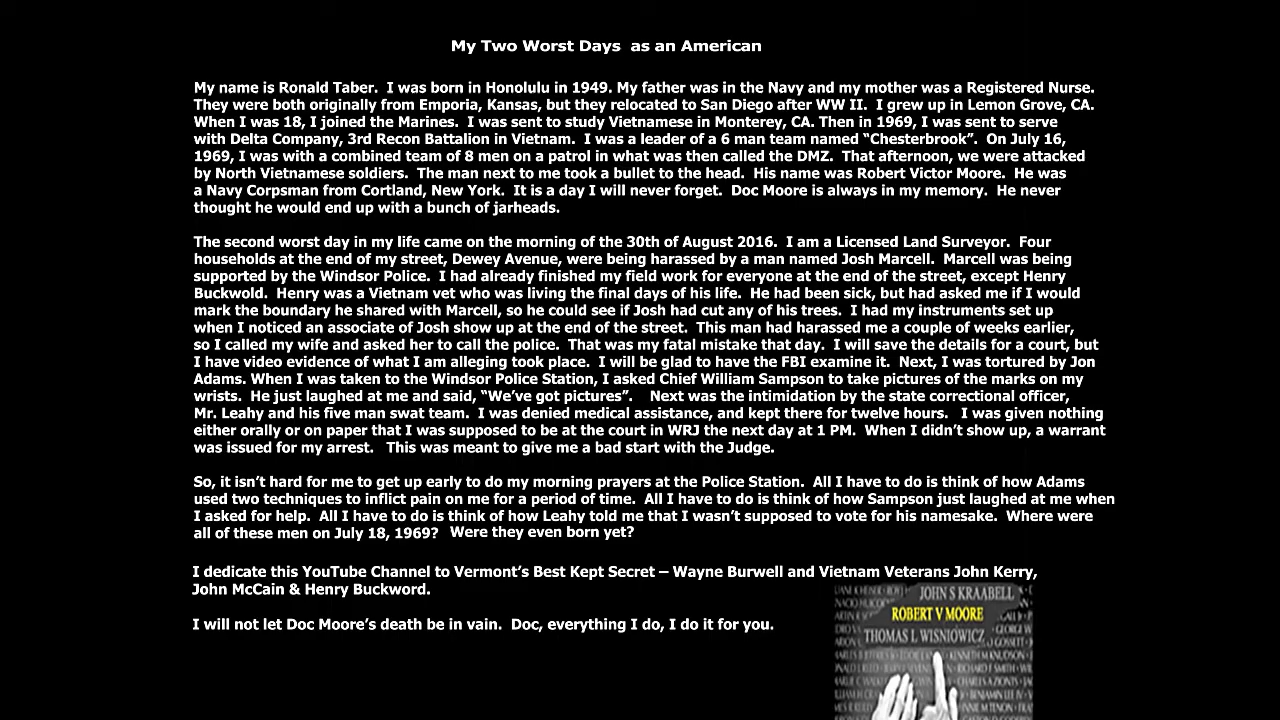 My Two Worst Days as an American
My name is Ronald Taber. I was born in Honolulu in 1949. My father was in the Navy and my mother was a Registered Nurse.
They were both originally from Emporia, Kansas, but they relocated to San Diego after WW II. I grew up in Lemon Grove, CA.
When I was 18, I joined the Marines. I was sent to study Vietnamese in Monterey, CA. Then in 1969, I was sent to serve
with Delta Company, 3rd Recon Battalion in Vietnam. I was a leader of a 6 man team named “Chesterbrook”. On July 16,
1969, I was with a combined team of 8 men on a patrol in what was then called the DMZ. That afternoon, we were attacked
by North Vietnamese soldiers. The man next to me took a bullet to the head. His name was Robert Victor Moore. He was
a Navy Corpsman from Cortland, New York. It is a day I will never forget. Doc Moore is always in my memory. He never
thought he would end up with a bunch of jarheads.
The second worst day in my life came on the morning of the 30th of August 2016. I am a Licensed Land Surveyor. Four
households at the end of my street, Dewey Avenue, were being harassed by a man named Josh Marcell. Marcell was being
supported by the Windsor Police. I had already finished my field work for everyone at the end of the street, except Henry
Buckwold. Henry was a Vietnam vet who was living the final days of his life. He had been sick, but had asked me if I would
mark the boundary he shared with Marcell, so he could see if Josh had cut any of his trees. I had my instruments set up
when I noticed an associate of Josh show up at the end of the street. This man had harassed me a couple of weeks earlier,
so I called my wife and asked her to call the police. That was my fatal mistake that day. I will save the details for a court, but
I have video evidence of what I am alleging took place. I will be glad to have the FBI examine it. Next, I was tortured by Jon
Adams. When I was taken to the Windsor Police Station, I asked Chief William Sampson to take pictures of the marks on my
wrists. He just laughed at me and said, “We’ve got pictures”. Next was the intimidation by the state correctional officer,
Mr. Leahy and his five man swat team. I was denied medical assistance, and kept there for twelve hours. I was given nothing
either orally or on paper that I was supposed to be at the court in WRJ the next day at 1 PM. When I didn’t show up, a warrant
was issued for my arrest. This was meant to give me a bad start with the Judge.
So, it isn’t hard for me to get up early to do my morning prayers at the Police Station. All I have to do is think of how Adams
used two techniques to inflict pain on me for a period of time. All I have to do is think of how Sampson just laughed at me when
I asked for help. All I have to do is think of how Leahy told me that I wasn’t supposed to vote for his namesake. Where were
all of these men on July 18, 1969? Were they even born yet?
I dedicate this YouTube Channel to Vermont’s Best Kept Secret – Wayne Burwell and Vietnam Veterans John Kerry,
John McCain & Henry Buckword.
I will not let Doc Moore’s death be in vain. Doc, everything I do, I do it for you.
JOHN S KRAABELL
ROBERT V MOORE
THOMAS L WISNIOWICZ